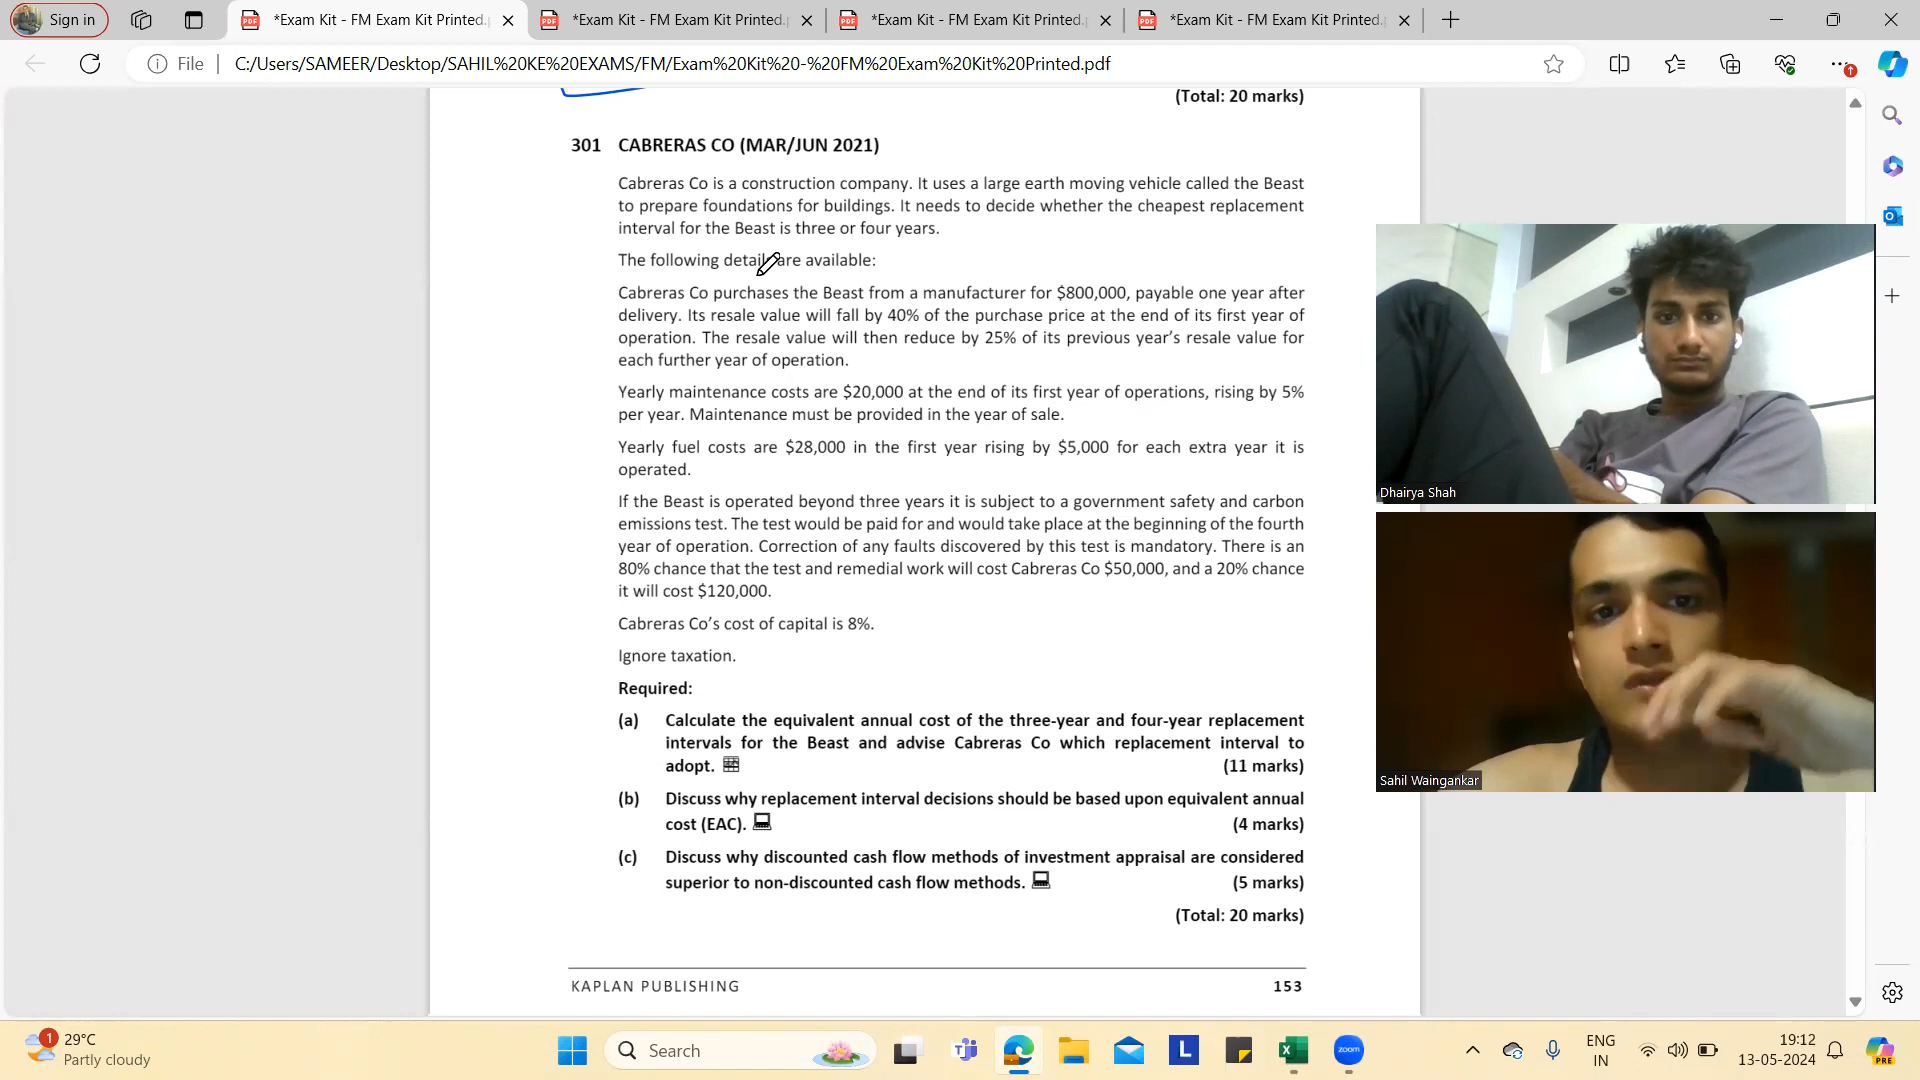 Sign in
*Exam Kit - FM Exam Kit Printed.
*Exam Kit - FM Exam Kit Printed.
*Exam Kit - FM Exam Kit Printed.
*Exam Kit - FM Exam Kit Printed.
File
C:/Users/SAMEER/Desktop/SAHIL%20KE%20EXAMS/FM/Exam%20Kit%20-%20FM%20Exam%20Kit%20Printed.pdf
(Total: 20 marks)
301 CABRERAS CO (MAR/JUN 2021)
Cabreras Co is a construction company. It uses a large earth moving vehicle called the Beast
to prepare foundations for buildings. It needs to decide whether the cheapest replacement
interval for the Beast is three or four years.
The following details are available:
Cabreras Co purchases the Beast from a manufacturer for $800,000, payable one year after
delivery. Its resale value will fall by 40% of the purchase price at the end of its first year of
operation. The resale value will then reduce by 25% of its previous year's resale value for
each further year of operation.
Yearly maintenance costs are $20,000 at the end of its first year of operations, rising by 5%
per year. Maintenance must be provided in the year of sale.
Yearly fuel costs are $28,000 in the first year rising by $5,000 for each extra year it is
operated.
If the Beast is operated beyond three years it is subject to a government safety and carbon
emissions test. The test would be paid for and would take place at the beginning of the fourth
year of operation. Correction of any faults discovered by this test is mandatory. There is an
80% chance that the test and remedial work will cost Cabreras Co $50,000, and a 20% chance
it will cost $120,000.
Cabreras Co's cost of capital is 8%.
Ignore taxation.
Required:
(a) Calculate the equivalent annual cost of the three-year and four-year replacement
intervals for the Beast and advise Cabreras Co which replacement interval to
adopt. (11 marks)
(b) Discuss why replacement interval decisions should be based upon equivalent annual
cost (EAC). (4 marks)
(c) Discuss why discounted cash flow methods of investment appraisal are considered
superior to non-discounted cash flow methods. (5 marks)
(Total: 20 marks)
KAPLAN PUBLISHING 153
Dhairya Shah
Sahil Waingankar
1
29°C
Partly cloudy
Search
L
zoom
ENG
IN
19:12
13-05-2024
PRE